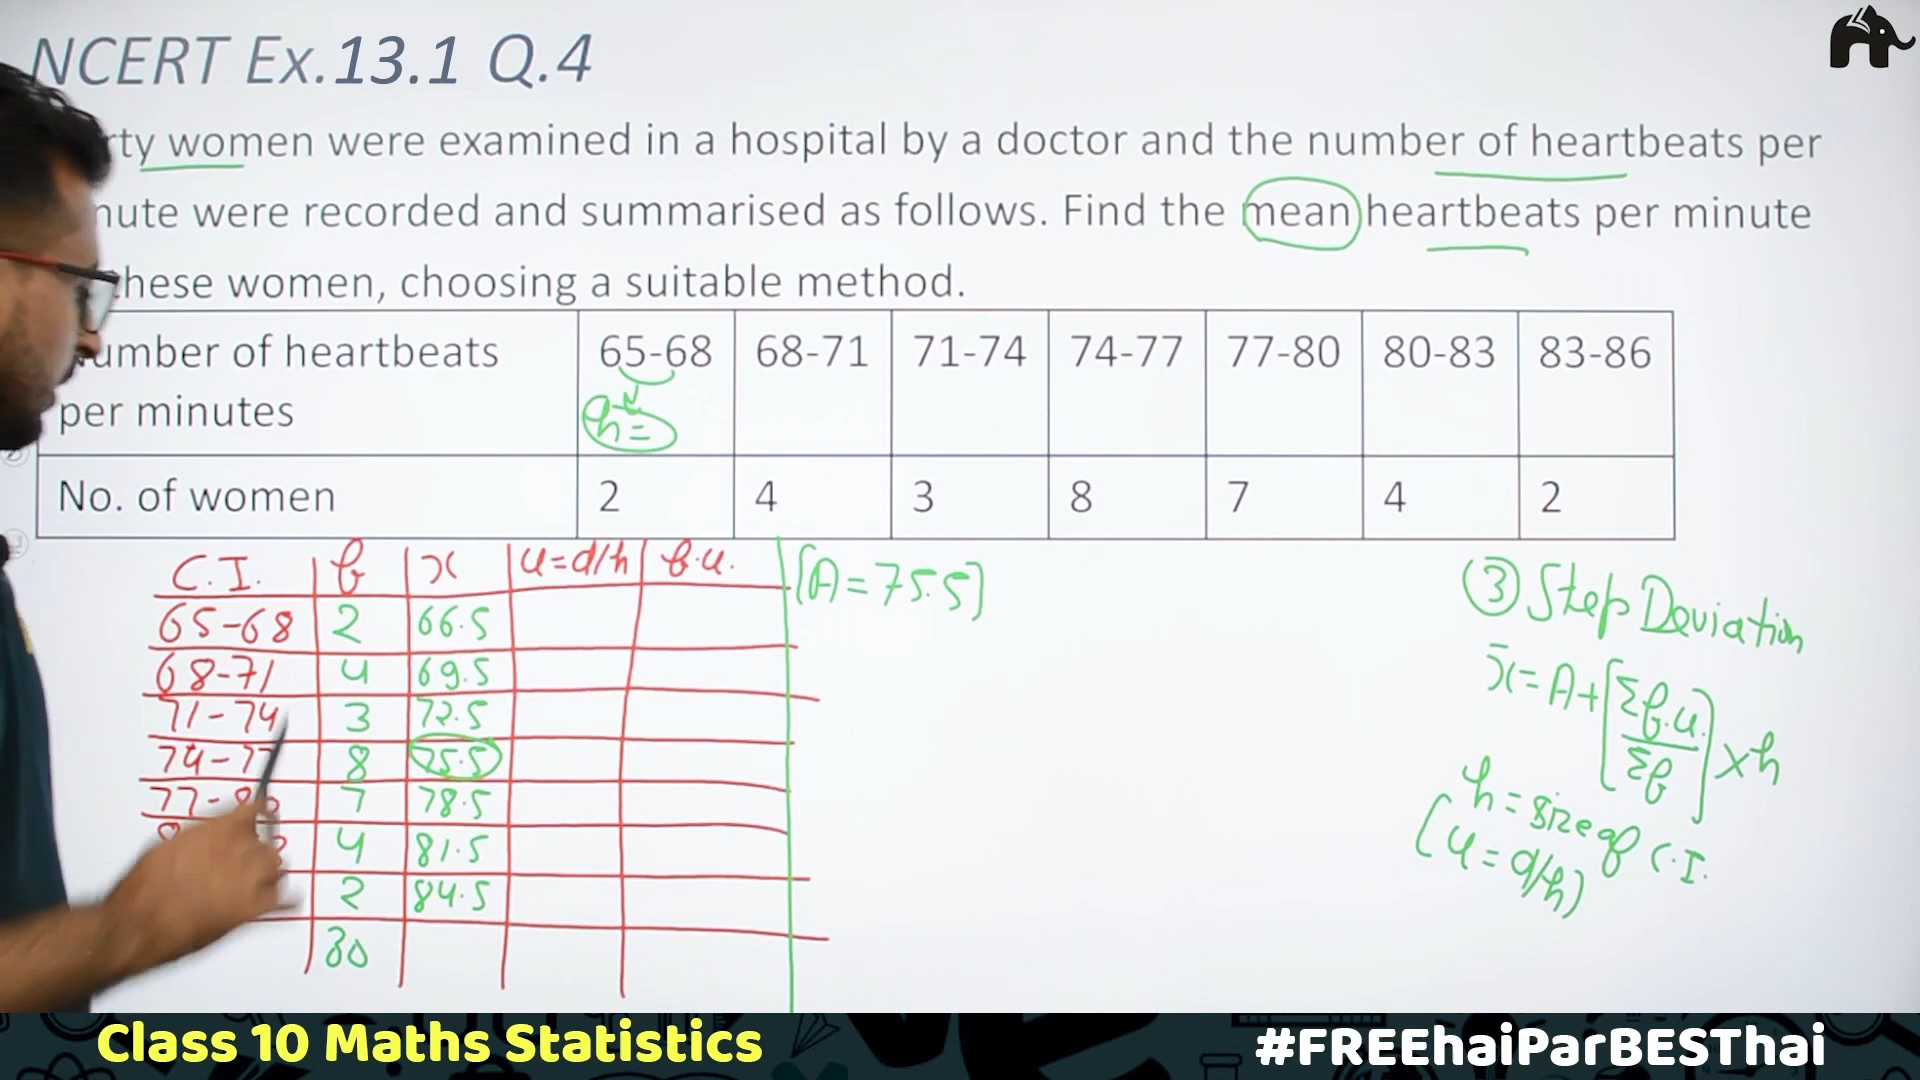 NCERT Ex.13.1 Q.4
rty women were examined in a hospital by a doctor and the number of heartbeats per
nute were recorded and summarised as follows. Find the mean heartbeats per minute
these women, choosing a suitable method.
umber of heartbeats per minutes 65-68 68-71 71-74 74-77 77-80 80-83 83-86
h=
No. of women 2 4 3 8 7 4 2
C.I. f x u=d/h f.u. [A=75.5]
65-68 2 66.5
68-71 4 69.5
71-74 3 72.5
74-77 8 75.5
77-80 7 78.5
4 81.5
2 84.5
30
③ Step Deviation
x̄=A+[Σf.u./Σf]×h
h=size of C.I.
(u=d/h)
Class 10 Maths Statistics
#FREEhaiParBESThai